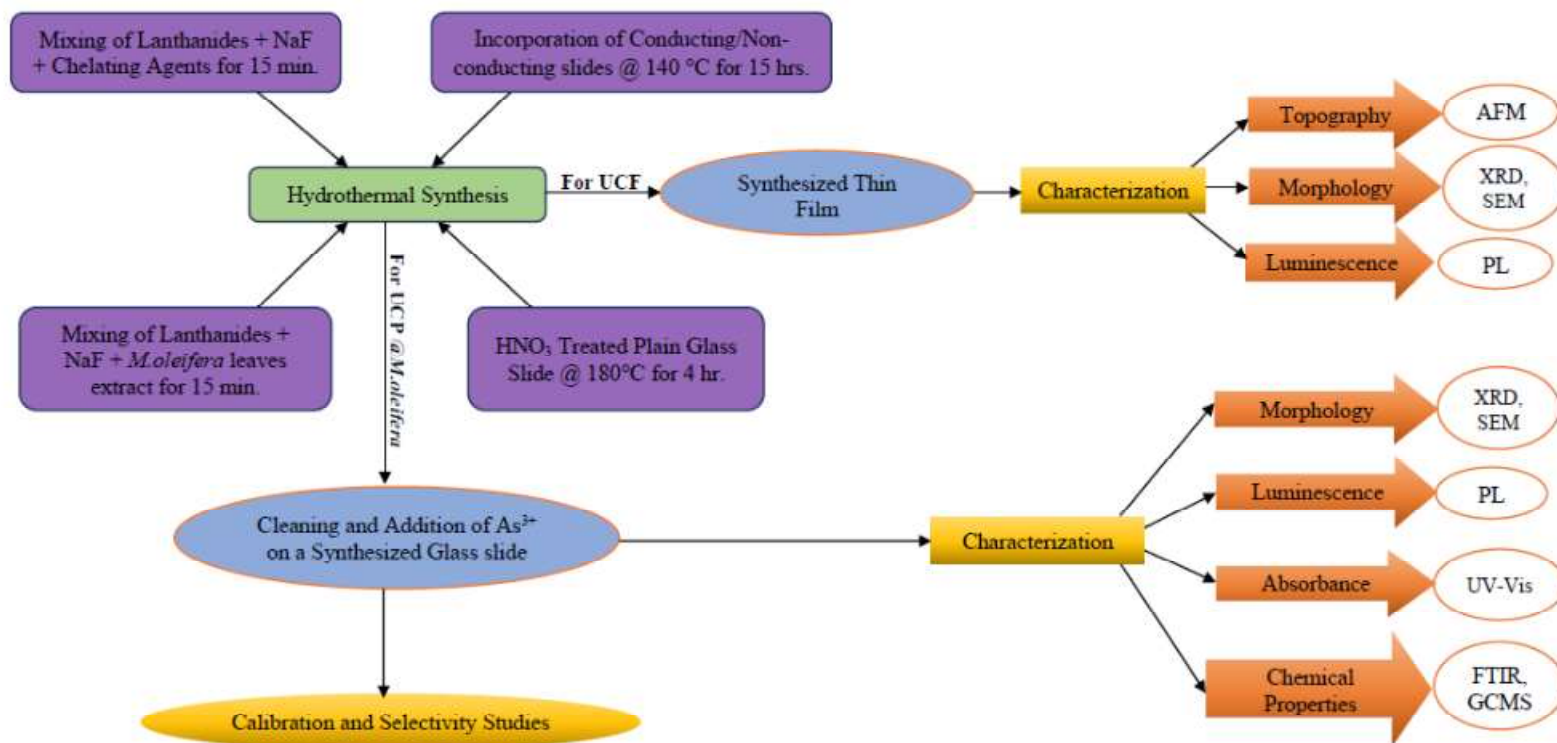 Mixing of Lanthanides + NaF
+ Chelating Agents for 15 min.
Incorporation of Conducting/Non-
conducting slides @ 140 °C for 15 hrs.
Hydrothermal Synthesis
For UCF
Synthesized Thin
Film
Characterization
Topography
AFM
Morphology
XRD,
SEM
Luminescence
PL
Mixing of Lanthanides +
NaF + M.oleifera leaves
extract for 15 min.
For UCP @M.oleifera
HNO₃ Treated Plain Glass
Slide @ 180°C for 4 hr.
Cleaning and Addition of As³⁺
on a Synthesized Glass slide
Characterization
Morphology
XRD,
SEM
Luminescence
PL
Absorbance
UV-Vis
Chemical
Properties
FTIR,
GCMS
Calibration and Selectivity Studies